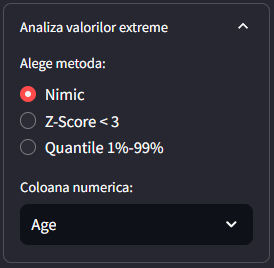 Analiza valorilor extreme
Alege metoda:
Nimic
Z-Score < 3
Quantile 1%-99%
Coloana numerica:
Age